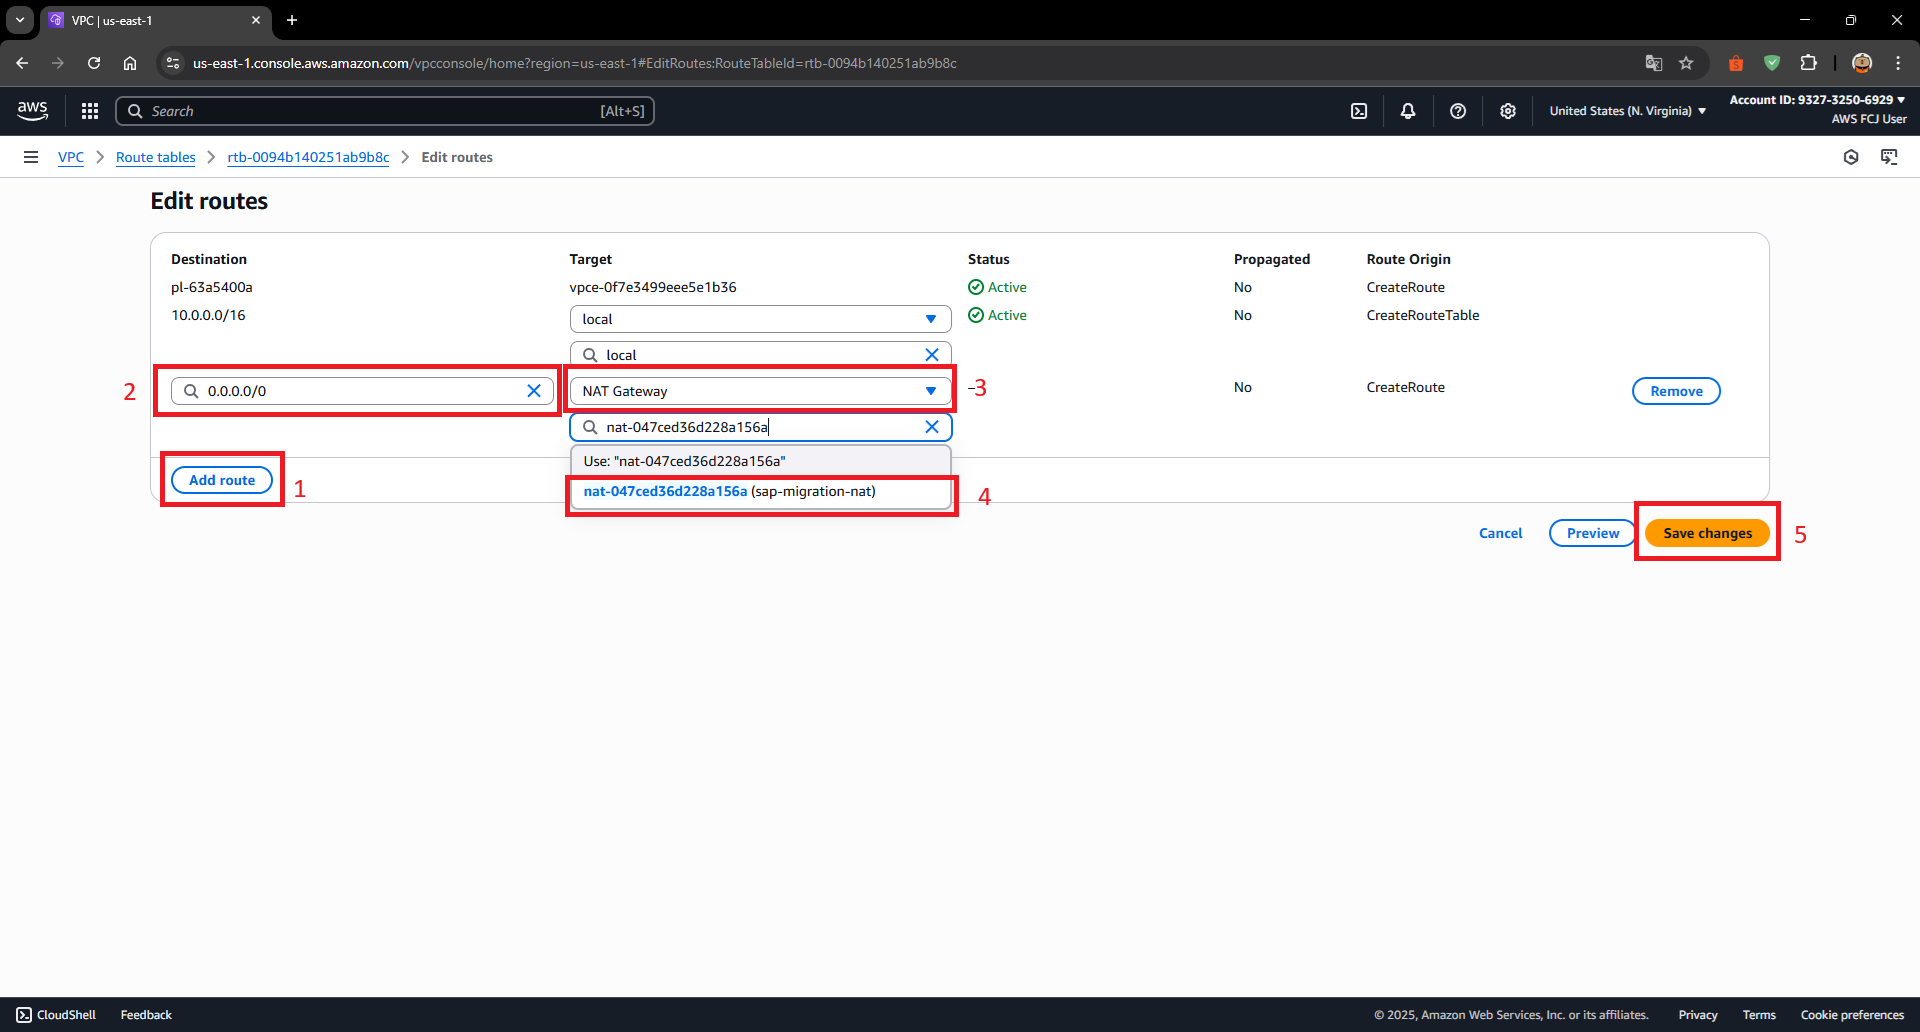 VPC | us-east-1
us-east-1.console.aws.amazon.com/vpcconsole/home?region=us-east-1#EditRoutes:RouteTableId=rtb-0094b140251ab9b8c
aws
Search
[Alt+S]
United States (N. Virginia)
Account ID: 9327-3250-6929
AWS FCJ User
VPC
Route tables
rtb-0094b140251ab9b8c
Edit routes
Edit routes
Destination Target Status Propagated Route Origin
pl-63a5400a vpce-0f7e3499eee5e1b36 Active No CreateRoute
10.0.0.0/16 local Active No CreateRouteTable
local
2 0.0.0.0/0 NAT Gateway –3 No CreateRoute Remove
nat-047ced36d228a156a
Use: "nat-047ced36d228a156a"
Add route 1
nat-047ced36d228a156a (sap-migration-nat) 4
Cancel Preview Save changes 5
CloudShell Feedback © 2025, Amazon Web Services, Inc. or its affiliates. Privacy Terms Cookie preferences